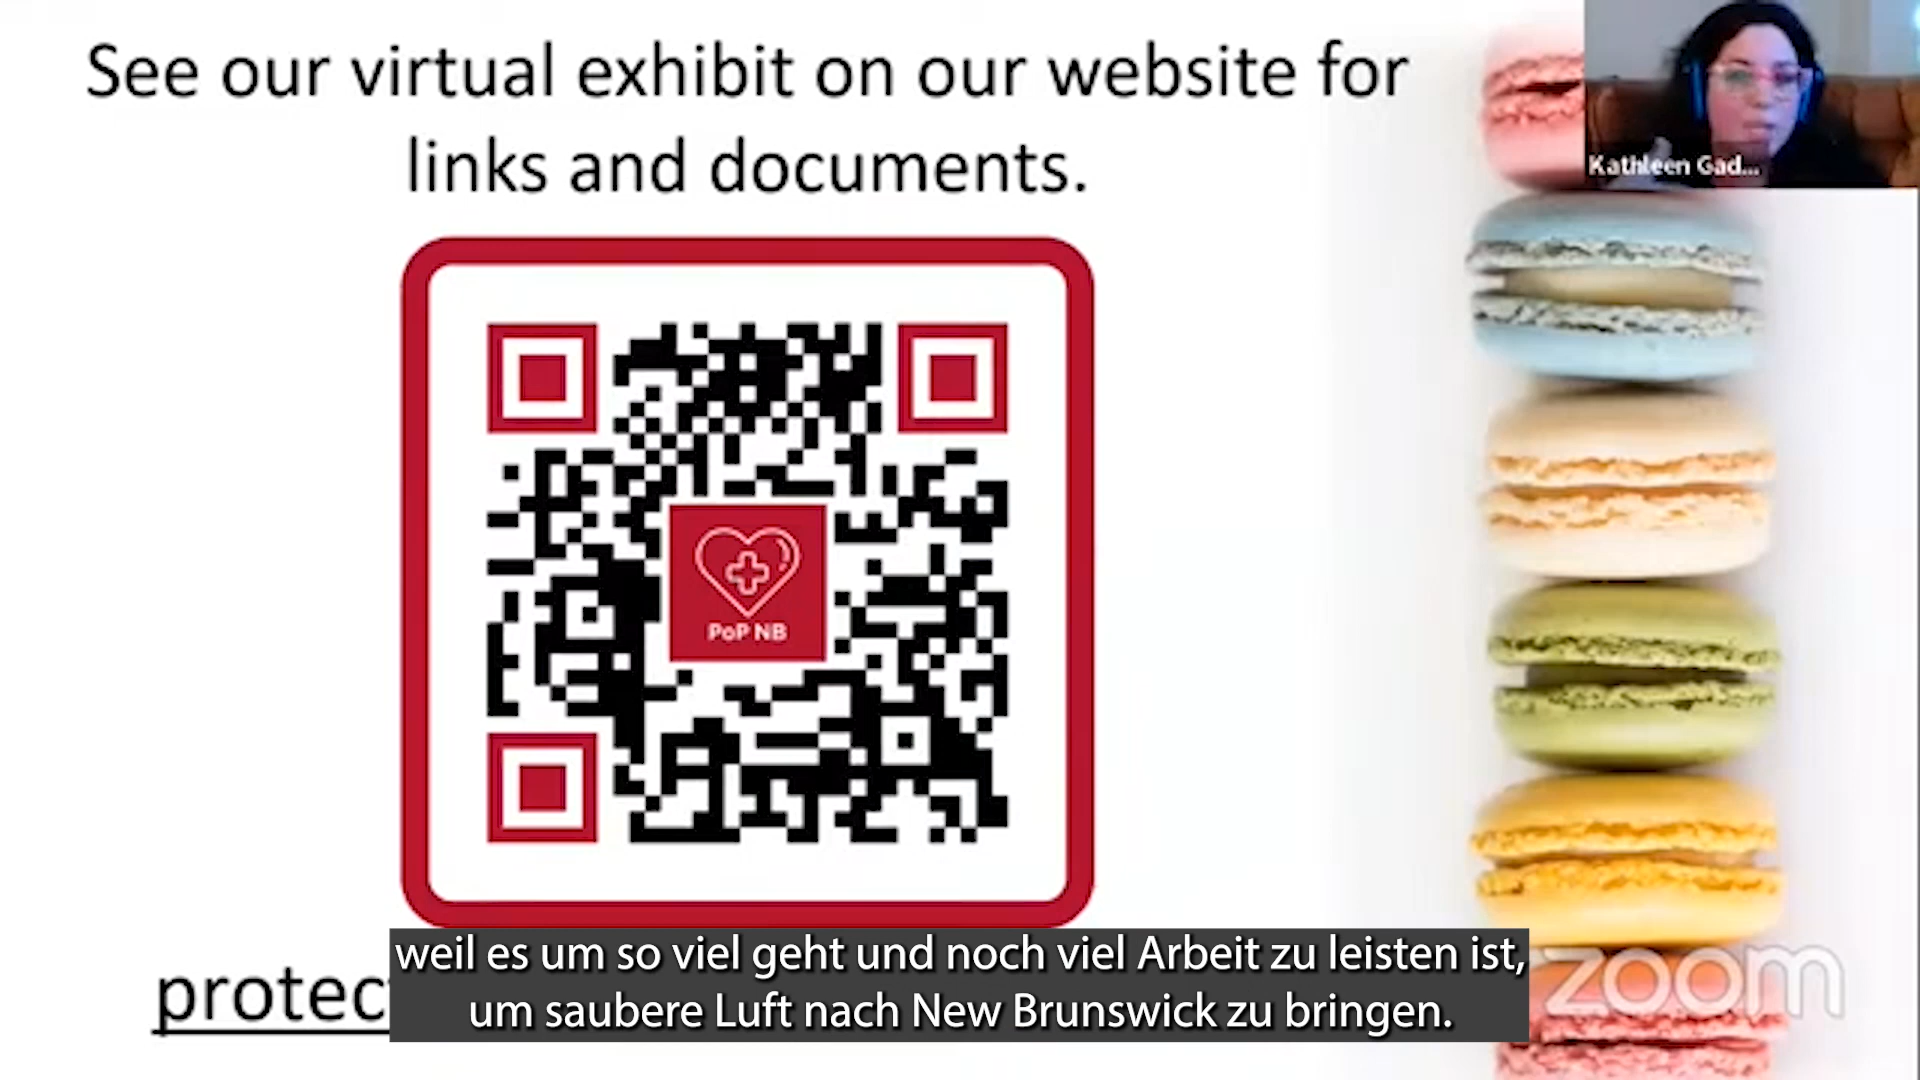 See our virtual exhibit on our website for
links and documents.
Kathleen Gad...
PoP NB
protec
weil es um so viel geht und noch viel Arbeit zu leisten ist,
um saubere Luft nach New Brunswick zu bringen.
zoom